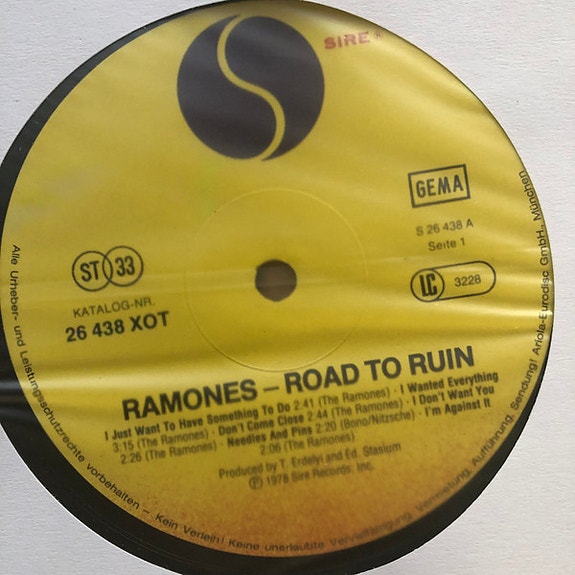 SIRE®
GEMA
S 26 438 A
Seite 1
LC 3228
ST 33
KATALOG-NR.
26 438 XOT
RAMONES – ROAD TO RUIN
I Just Want To Have Something To Do 2:41 (The Ramones) · I Wanted Everything
3:15 (The Ramones) · Don't Come Close 2:44 (The Ramones) · I Don't Want You
2:26 (The Ramones) · Needles And Pins 2:20 (Bono/Nitzsche) · I'm Against It
2:06 (The Ramones)
Produced by T. Erdelyi and Ed. Stasium
Ⓟ 1978 Sire Records, Inc.
Alle Urheber- und Leistungsschutzrechte vorbehalten – Kein Verleih! Keine unerlaubte Vervielfältigung, Vermietung, Aufführung, Sendung! Ariola-Eurodisc GmbH., München